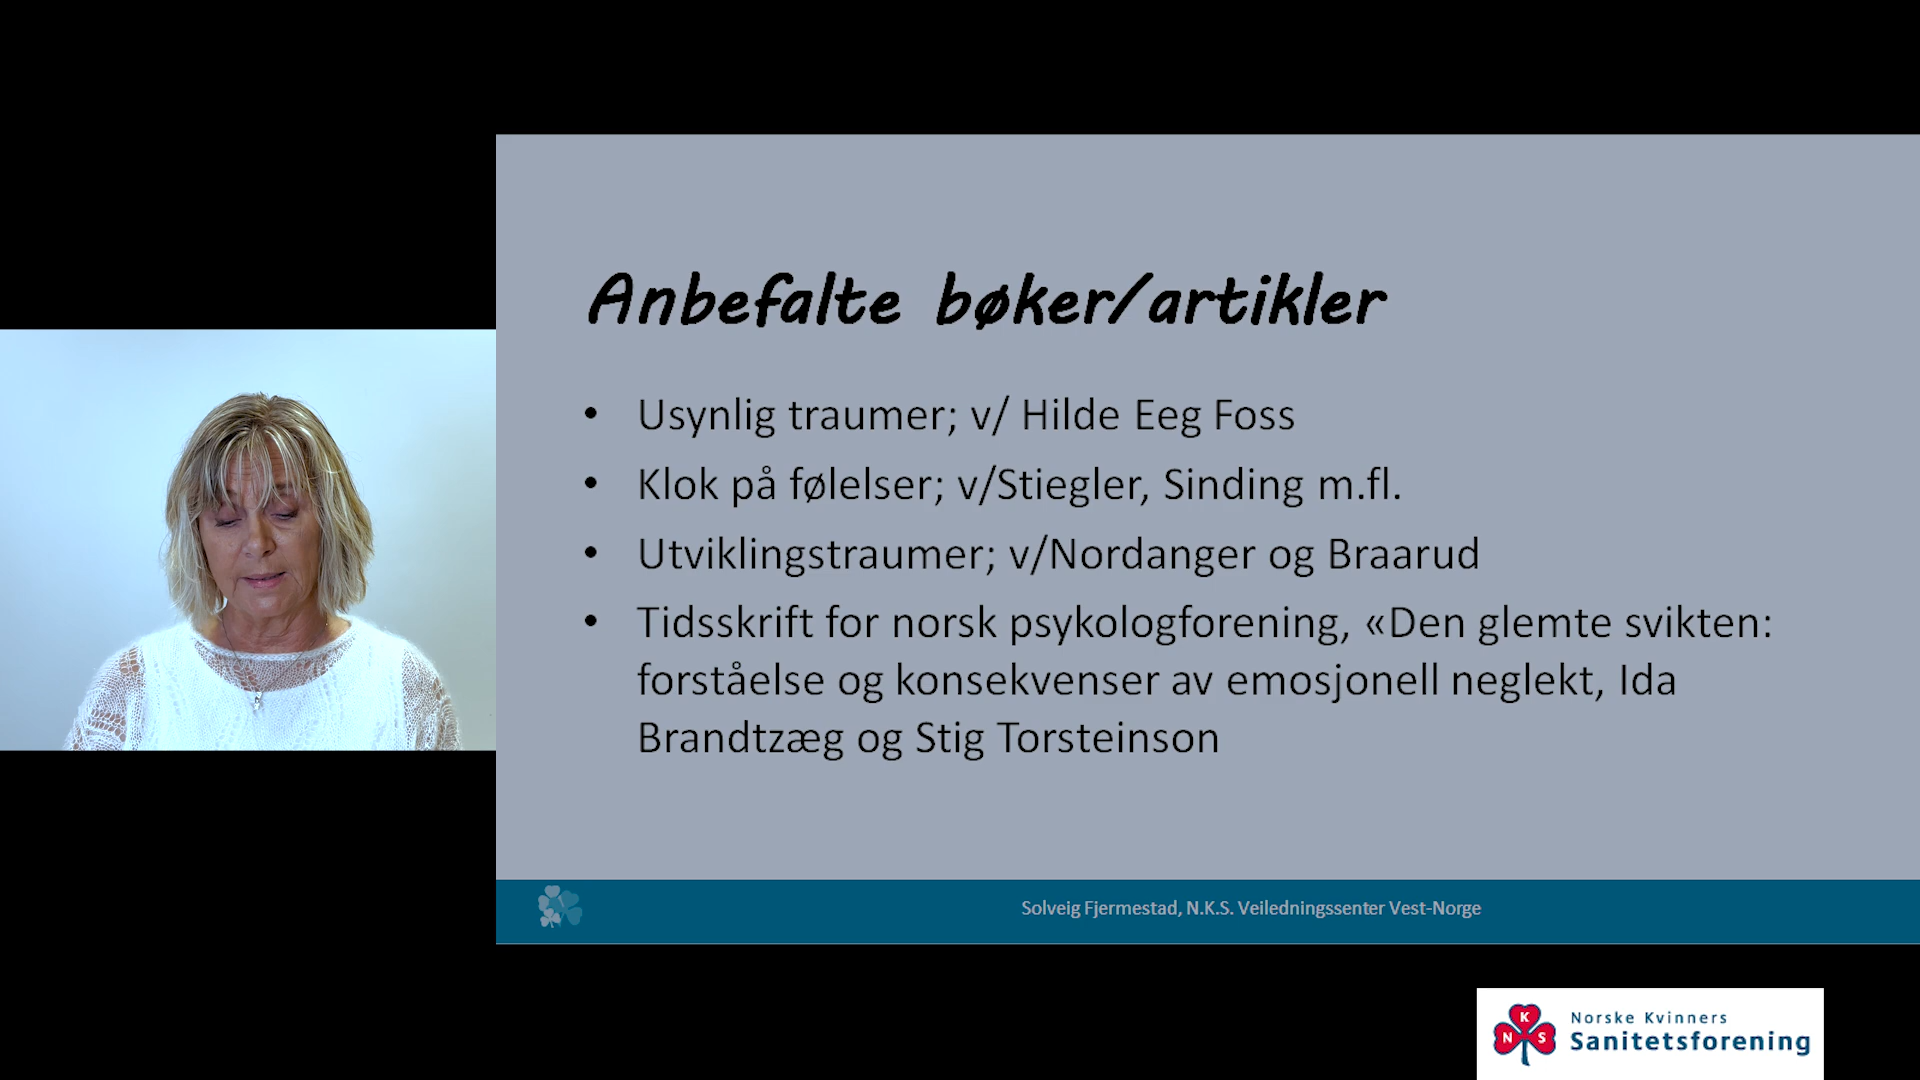 Anbefalte bøker/artikler
• Usynlig traumer; v/ Hilde Eeg Foss
• Klok på følelser; v/Stiegler, Sinding m.fl.
• Utviklingstraumer; v/Nordanger og Braarud
• Tidsskrift for norsk psykologforening, «Den glemte svikten:
forståelse og konsekvenser av emosjonell neglekt, Ida
Brandtzæg og Stig Torsteinson
Solveig Fjermestad, N.K.S. Veiledningssenter Vest-Norge
N K S
Norske Kvinners
Sanitetsforening